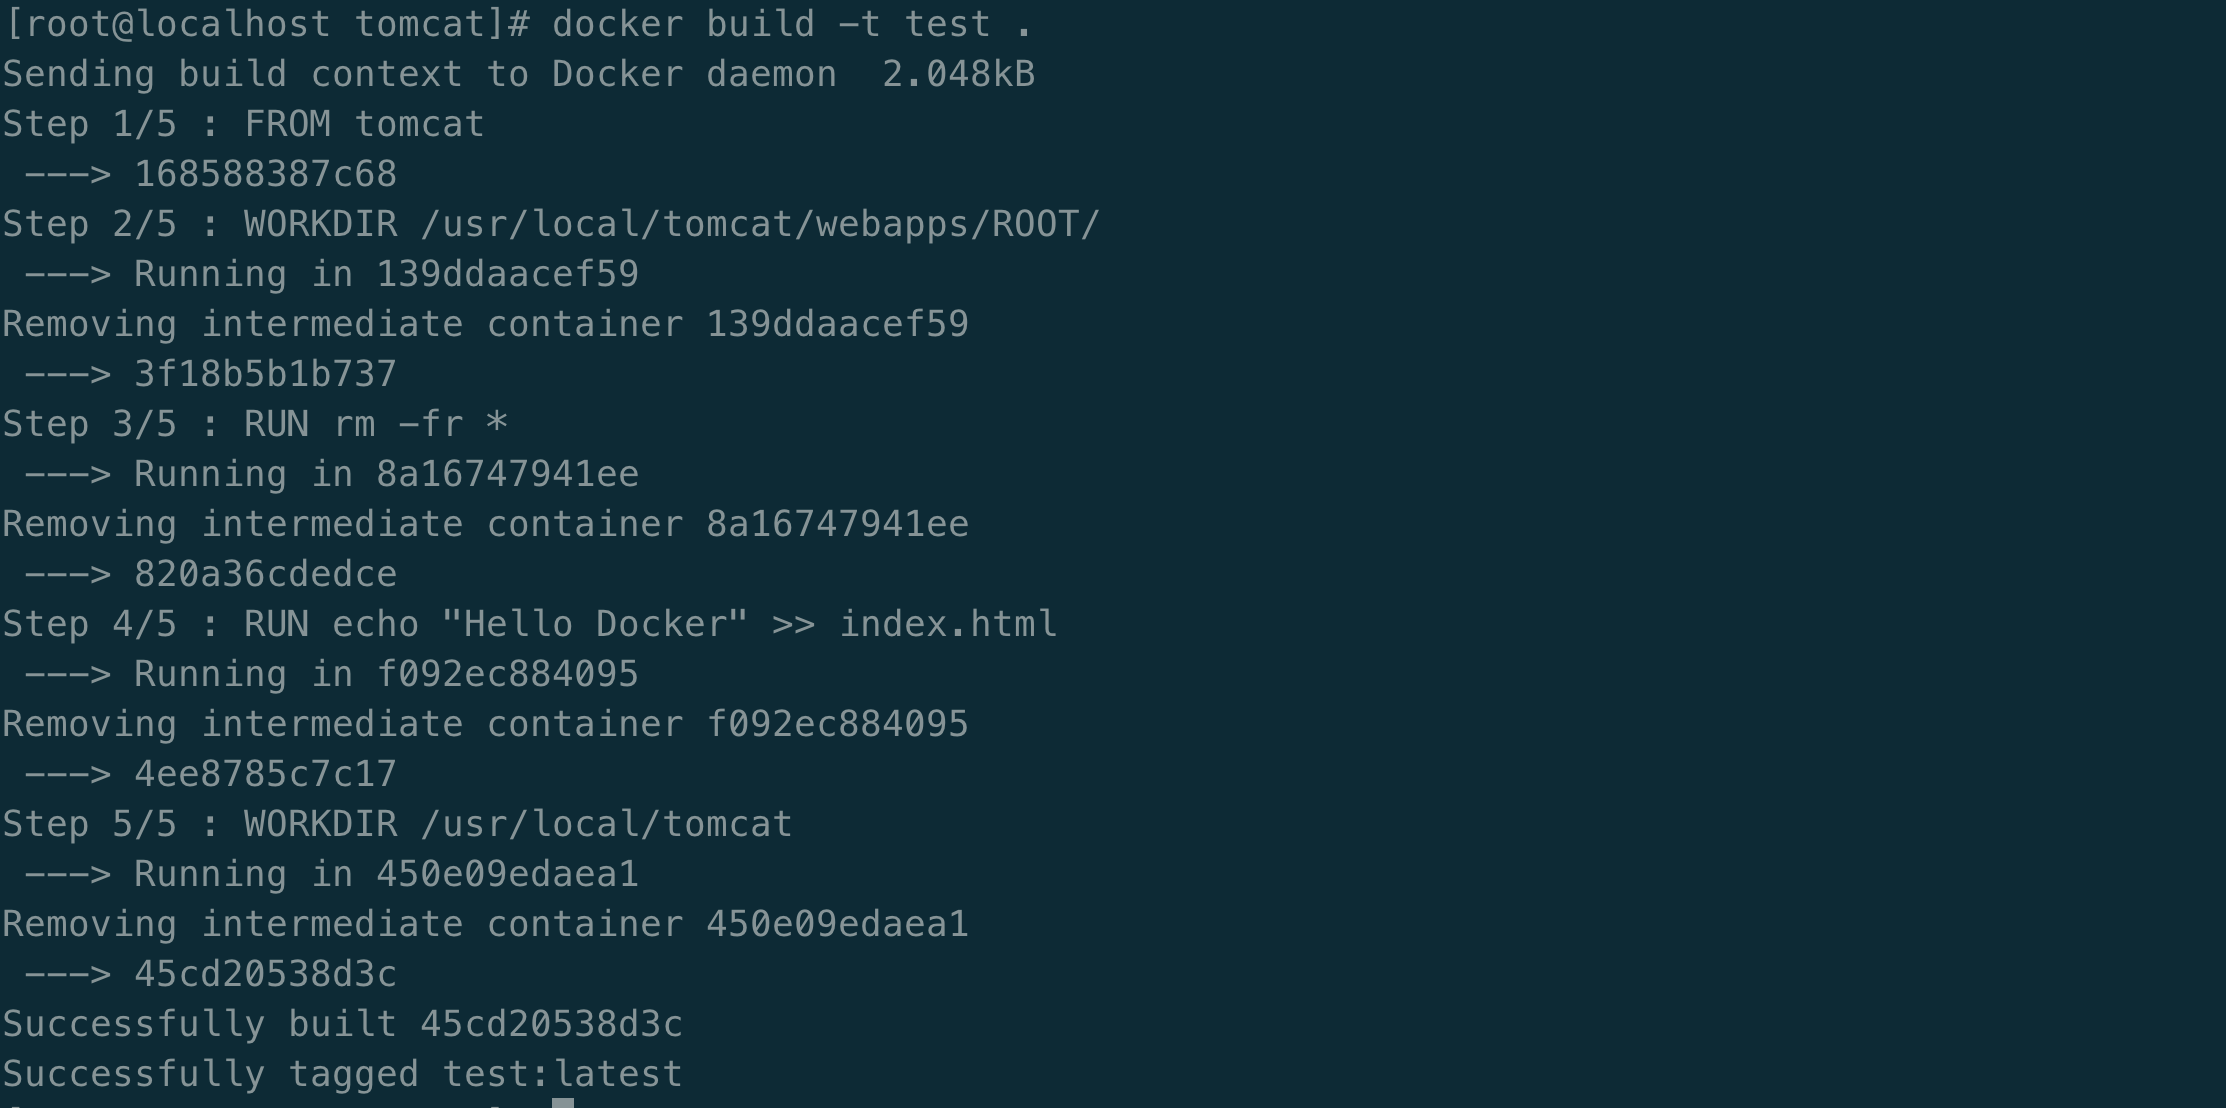 [root@localhost tomcat]# docker build -t test .
Sending build context to Docker daemon  2.048kB
Step 1/5 : FROM tomcat
 ---> 168588387c68
Step 2/5 : WORKDIR /usr/local/tomcat/webapps/ROOT/
 ---> Running in 139ddaacef59
Removing intermediate container 139ddaacef59
 ---> 3f18b5b1b737
Step 3/5 : RUN rm -fr *
 ---> Running in 8a16747941ee
Removing intermediate container 8a16747941ee
 ---> 820a36cdedce
Step 4/5 : RUN echo "Hello Docker" >> index.html
 ---> Running in f092ec884095
Removing intermediate container f092ec884095
 ---> 4ee8785c7c17
Step 5/5 : WORKDIR /usr/local/tomcat
 ---> Running in 450e09edaea1
Removing intermediate container 450e09edaea1
 ---> 45cd20538d3c
Successfully built 45cd20538d3c
Successfully tagged test:latest